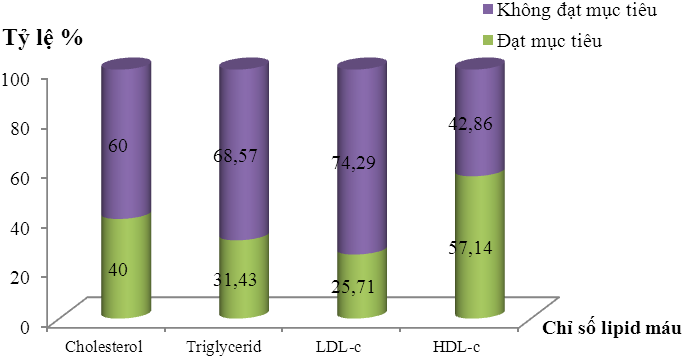 Không đạt mục tiêu
Đạt mục tiêu
Tỷ lệ %
100
80
60
40
20
0
60
68,57
74,29
42,86
40
31,43
25,71
57,14
Cholesterol
Triglycerid
LDL-c
HDL-c
Chỉ số lipid máu